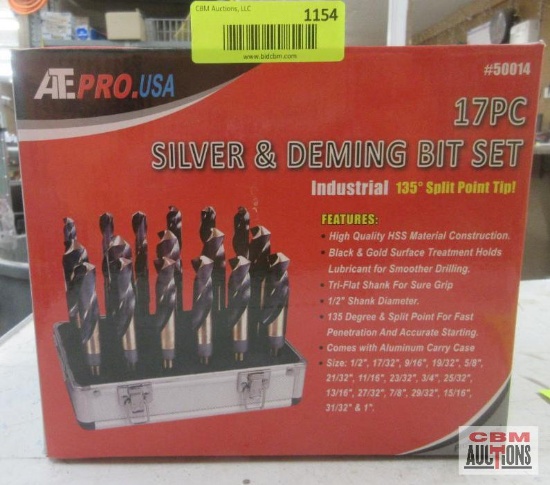 CBM Auctions, LLC
1154
www.bidcbm.com
ATE PRO.USA
#50014
17PC
SILVER & DEMING BIT SET
Industrial 135° Split Point Tip!
FEATURES:
• High Quality HSS Material Construction.
• Black & Gold Surface Treatment Holds
Lubricant for Smoother Drilling.
• Tri-Flat Shank For Sure Grip
• 1/2" Shank Diameter.
• 135 Degree & Split Point For Fast
Penetration And Accurate Starting.
• Comes with Aluminum Carry Case
• Size: 1/2", 17/32", 9/16", 19/32", 5/8",
21/32", 11/16", 23/32", 3/4", 25/32",
13/16", 27/32", 7/8", 29/32", 15/16",
31/32" & 1".
CBM
AUCTIONS